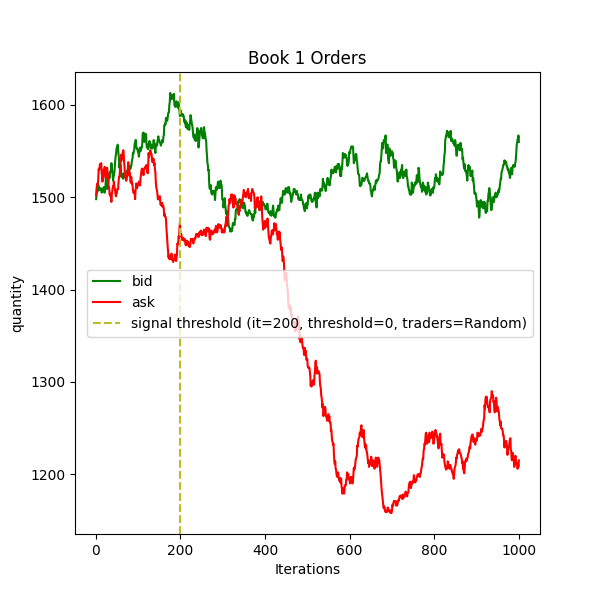 Book 1 Orders
1600
1500
1400
1300
1200
quantity
bid
ask
signal threshold (it=200, threshold=0, traders=Random)
0 200 400 600 800 1000
Iterations